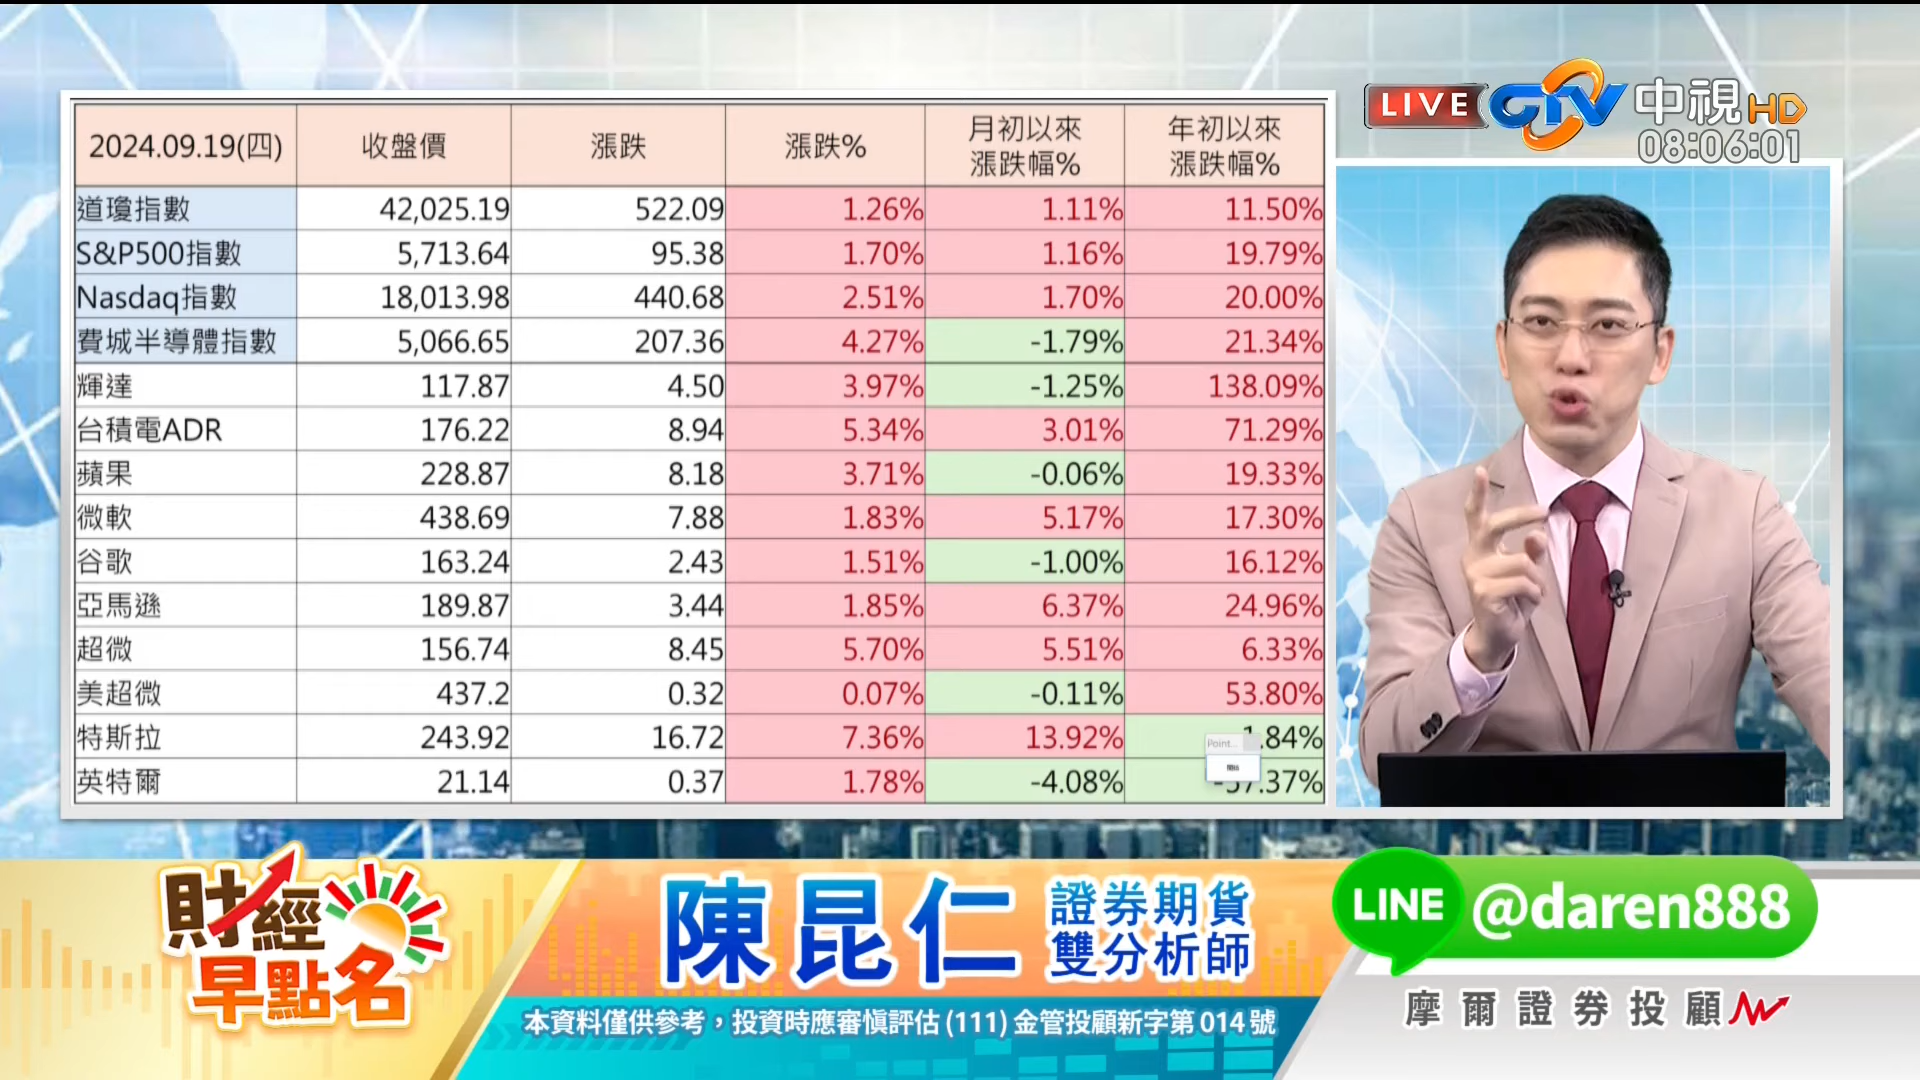 2024.09.19(四) 收盤價 漲跌 漲跌% 月初以來漲跌幅% 年初以來漲跌幅%
道瓊指數 42,025.19 522.09 1.26% 1.11% 11.50%
S&P500指數 5,713.64 95.38 1.70% 1.16% 19.79%
Nasdaq指數 18,013.98 440.68 2.51% 1.70% 20.00%
費城半導體指數 5,066.65 207.36 4.27% -1.79% 21.34%
輝達 117.87 4.50 3.97% -1.25% 138.09%
台積電ADR 176.22 8.94 5.34% 3.01% 71.29%
蘋果 228.87 8.18 3.71% -0.06% 19.33%
微軟 438.69 7.88 1.83% 5.17% 17.30%
谷歌 163.24 2.43 1.51% -1.00% 16.12%
亞馬遜 189.87 3.44 1.85% 6.37% 24.96%
超微 156.74 8.45 5.70% 5.51% 6.33%
美超微 437.2 0.32 0.07% -0.11% 53.80%
特斯拉 243.92 16.72 7.36% 13.92% .84%
英特爾 21.14 0.37 1.78% -4.08% 7.37%
Point...
LIVE CTV 中視 HD
08:06:01
財經
早點名
陳昆仁
證券期貨
雙分析師
本資料僅供參考，投資時應審慎評估 (111) 金管投顧新字第 014 號
LINE @daren888
摩爾證券投顧